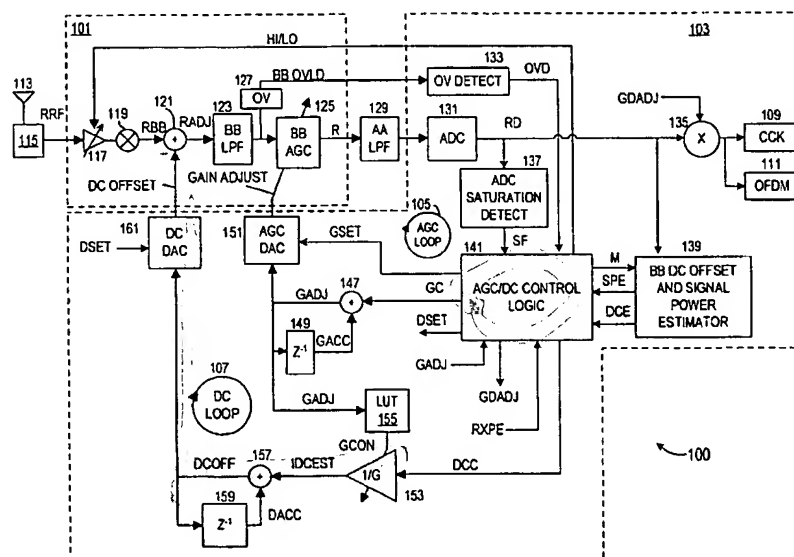 101
HI/LO
103
BB OVLD
133
OV DETECT
OVD
127
OV
113
RRF
115
117
119
RBB
121
+
RADJ
123
BB
LPF
125
BB
AGC
R
129
AA
LPF
131
ADC
RD
GDADJ
135
X
109
CCK
111
OFDM
DC OFFSET
GAIN ADJUST
137
ADC
SATURATION
DETECT
SF
105
AGC
LOOP
161
DSET
DC
DAC
151
AGC
DAC
GSET
141
AGC/DC CONTROL
LOGIC
M
SPE
DCE
139
BB DC OFFSET
AND SIGNAL
POWER
ESTIMATOR
147
GADJ
+
GC
149
Z-1
GACC
DSET
GADJ
GDADJ
RXPE
107
DC
LOOP
GADJ
LUT
155
GCON
DCOFF
157
+
IDCEST
1/G
153
DCC
159
Z-1
DACC
100